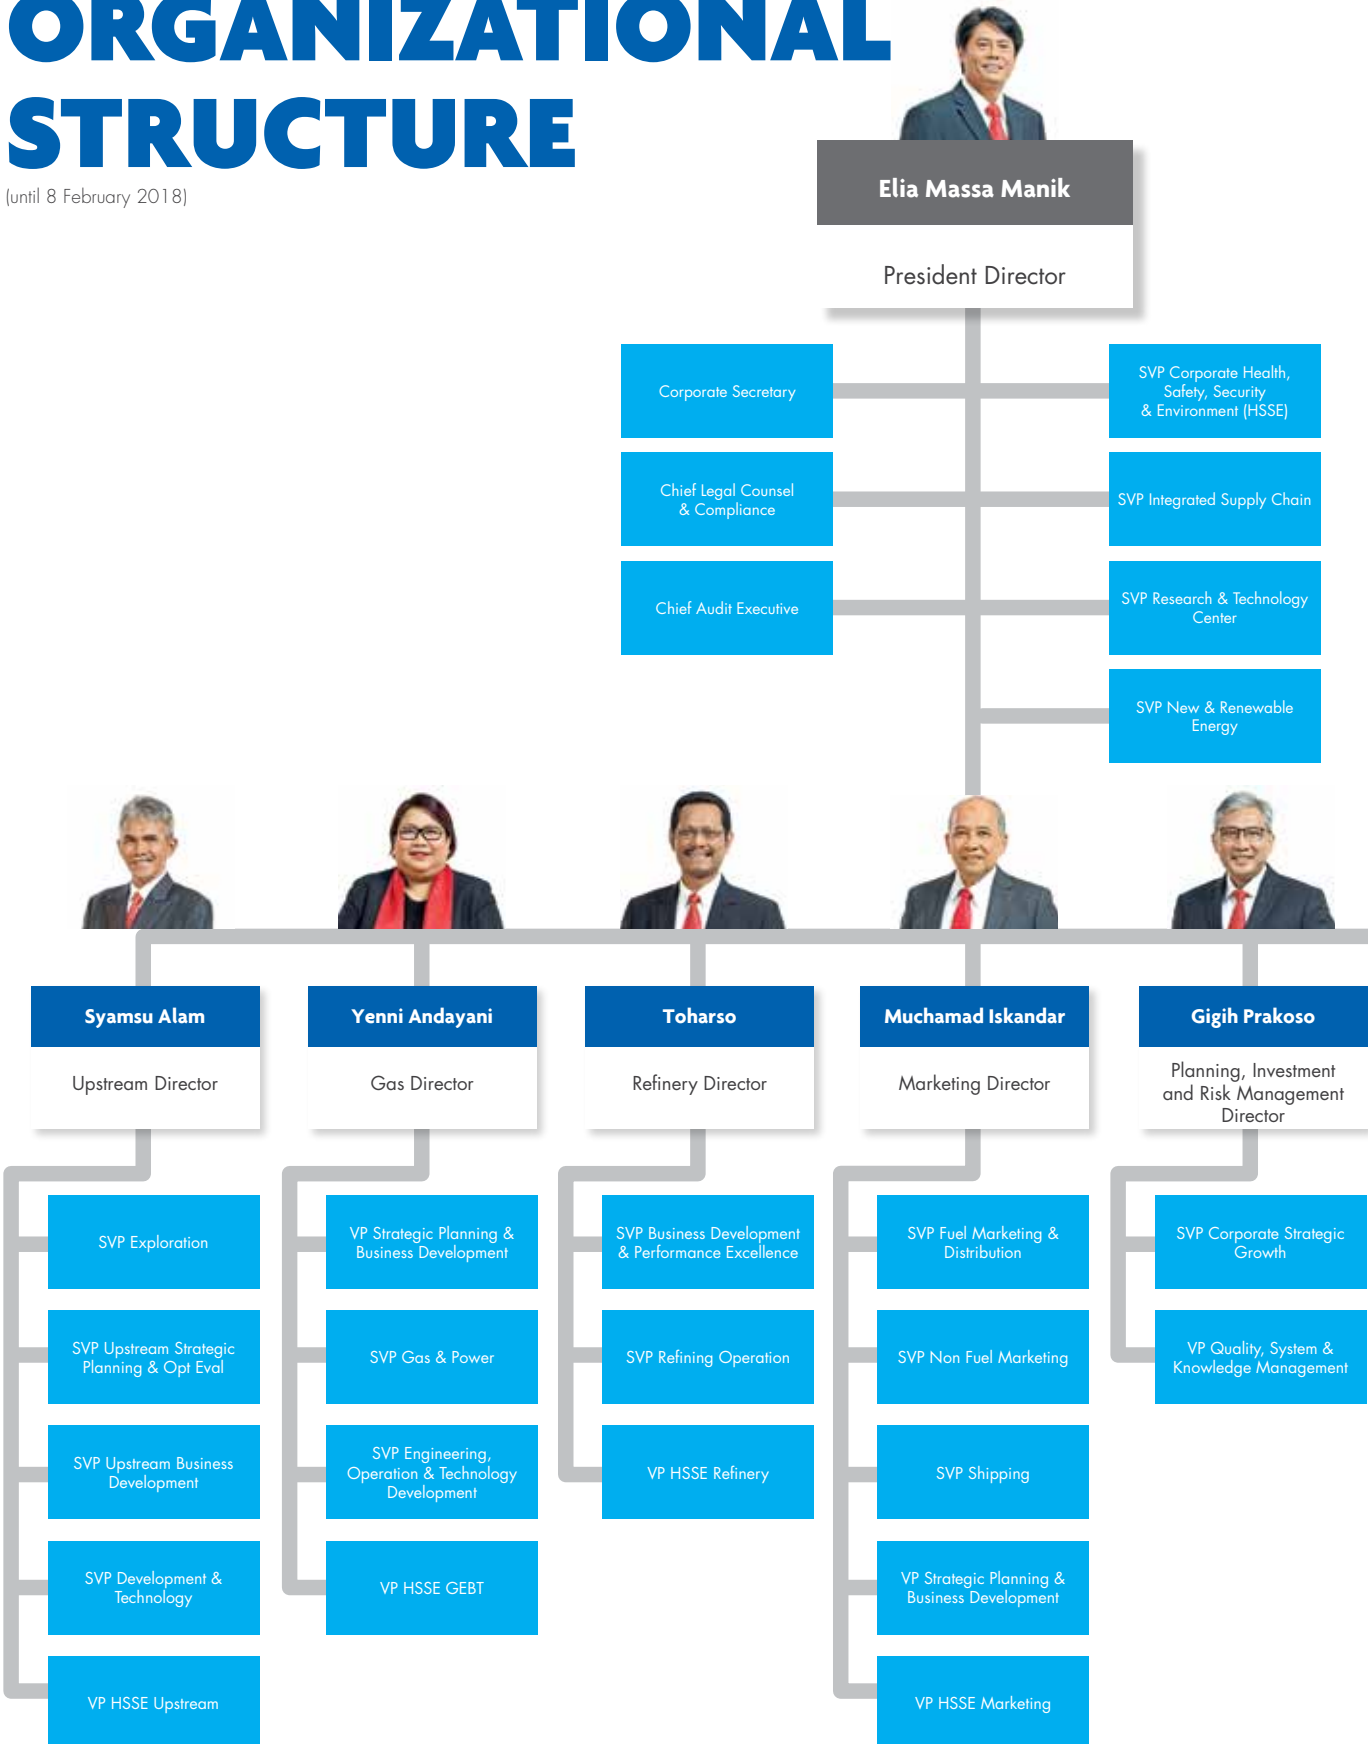 ORGANIZATIONAL
STRUCTURE
(until 8 February 2018)
Elia Massa Manik
President Director
Corporate Secretary
SVP Corporate Health,
Safety, Security
& Environment (HSSE)
Chief Legal Counsel
& Compliance
SVP Integrated Supply Chain
Chief Audit Executive
SVP Research & Technology
Center
SVP New & Renewable
Energy
Syamsu Alam
Upstream Director
SVP Exploration
SVP Upstream Strategic
Planning & Opt Eval
SVP Upstream Business
Development
SVP Development &
Technology
VP HSSE Upstream
Yenni Andayani
Gas Director
VP Strategic Planning &
Business Development
SVP Gas & Power
SVP Engineering,
Operation & Technology
Development
VP HSSE GEBT
Toharso
Refinery Director
SVP Business Development
& Performance Excellence
SVP Refining Operation
VP HSSE Refinery
Muchamad Iskandar
Marketing Director
SVP Fuel Marketing &
Distribution
SVP Non Fuel Marketing
SVP Shipping
VP Strategic Planning &
Business Development
VP HSSE Marketing
Gigih Prakoso
Planning, Investment
and Risk Management
Director
SVP Corporate Strategic
Growth
VP Quality, System &
Knowledge Management